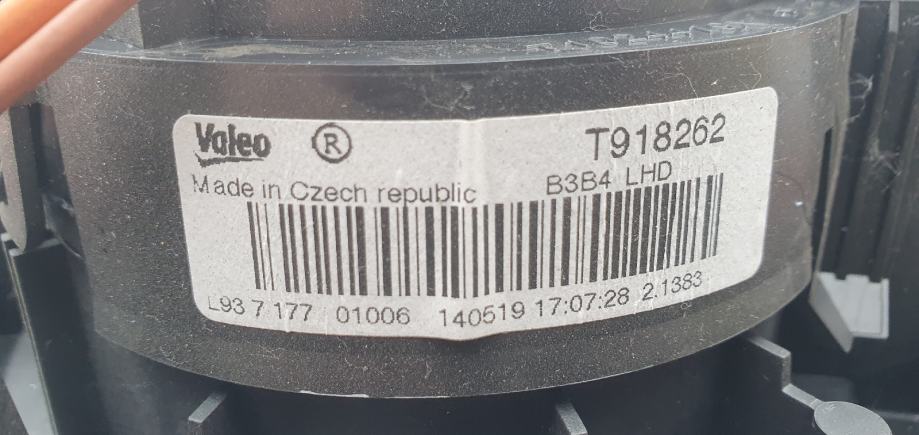 Valeo ® T918262
Made in Czech republic B3B4 LHD
L93 7 177 01006 140519 17:07:28 2.1383